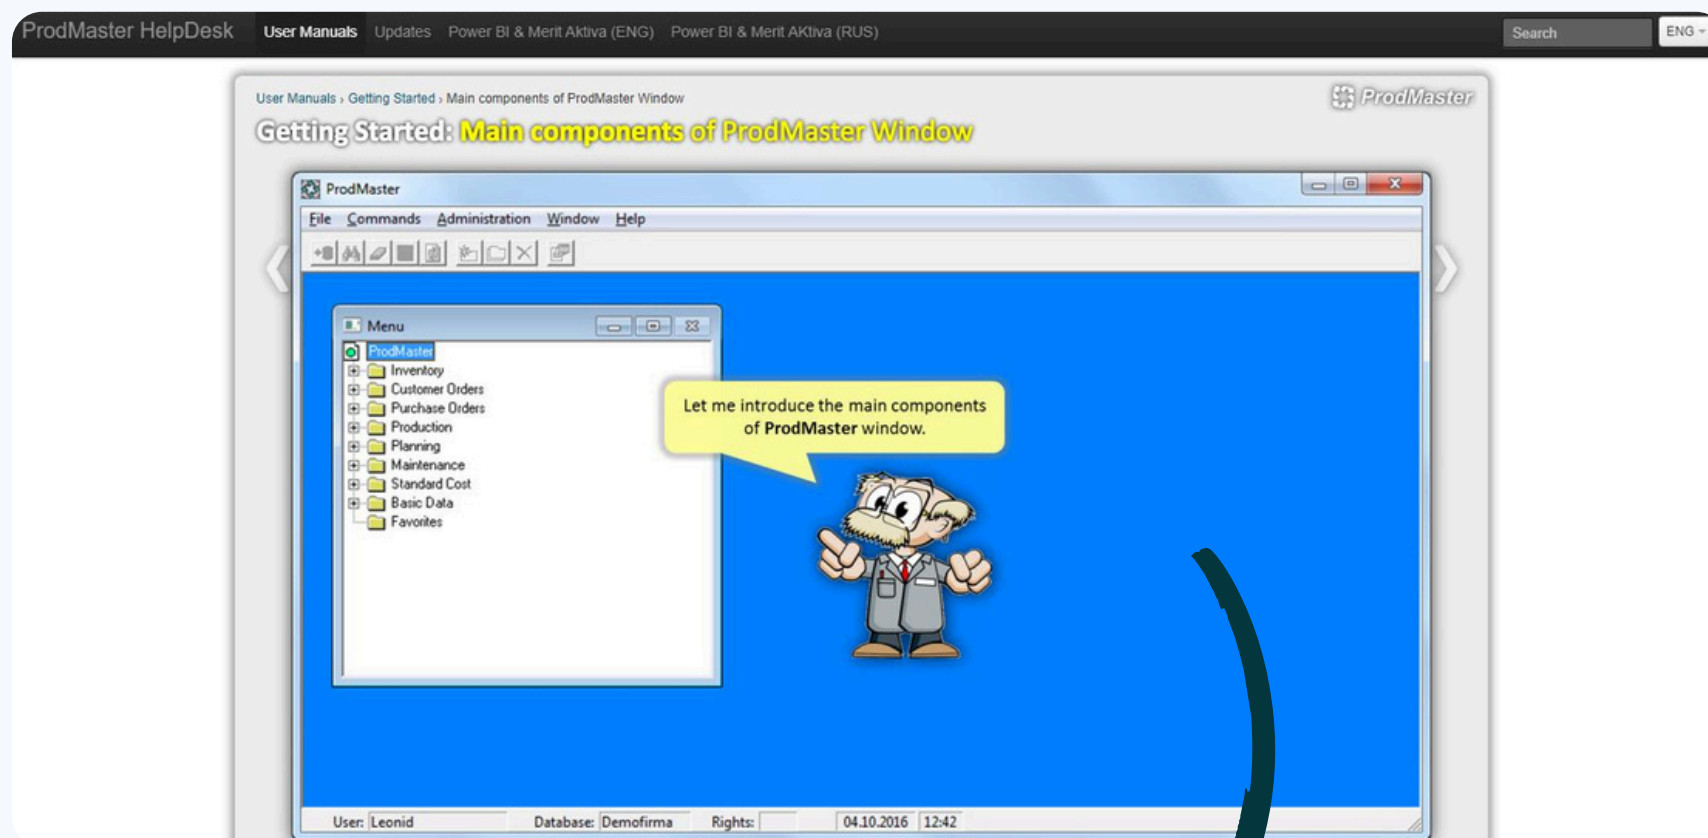 ProdMaster HelpDesk User Manuals Updates Power BI & Merit Aktiva (ENG) Power BI & Merit AKtiva (RUS) Search ENG
User Manuals › Getting Started › Main components of ProdMaster Window
ProdMaster
Getting Started: Main components of ProdMaster Window
ProdMaster
File Commands Administration Window Help
Menu
ProdMaster
Inventory
Customer Orders
Purchase Orders
Production
Planning
Maintenance
Standard Cost
Basic Data
Favorites
Let me introduce the main components
of ProdMaster window.
User: Leonid Database: Demofirma Rights: 04.10.2016 12:42